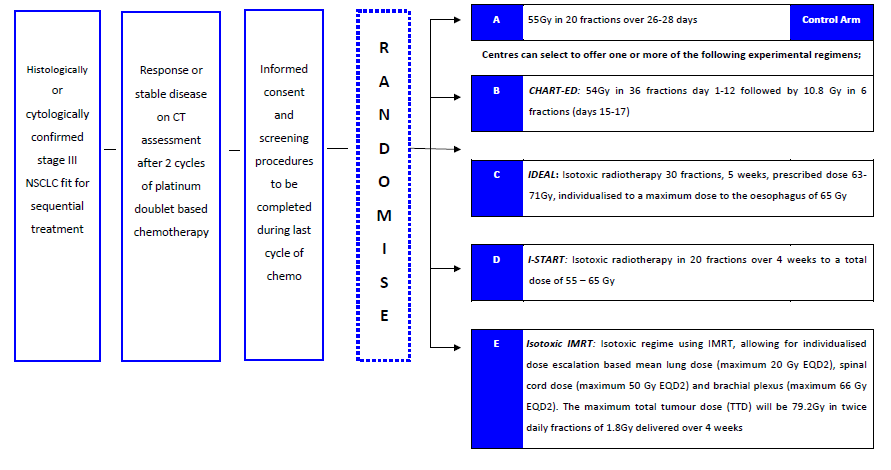 Histologically
or
cytologically
confirmed
stage III
NSCLC fit for
sequential
treatment
Response or
stable disease
on CT
assessment
after 2 cycles
of platinum
doublet based
chemotherapy
Informed
consent
and
screening
procedures
to be
completed
during last
cycle of
chemo
R
A
N
D
O
M
I
S
E
A
55Gy in 20 fractions over 26-28 days
Control Arm
Centres can select to offer one or more of the following experimental regimens;
B
CHART-ED: 54Gy in 36 fractions day 1-12 followed by 10.8 Gy in 6
fractions (days 15-17)
C
IDEAL: Isotoxic radiotherapy 30 fractions, 5 weeks, prescribed dose 63-
71Gy, individualised to a maximum dose to the oesophagus of 65 Gy
D
I-START: Isotoxic radiotherapy in 20 fractions over 4 weeks to a total
dose of 55 – 65 Gy
E
Isotoxic IMRT: Isotoxic regime using IMRT, allowing for individualised
dose escalation based mean lung dose (maximum 20 Gy EQD2), spinal
cord dose (maximum 50 Gy EQD2) and brachial plexus (maximum 66 Gy
EQD2). The maximum total tumour dose (TTD) will be 79.2Gy in twice
daily fractions of 1.8Gy delivered over 4 weeks